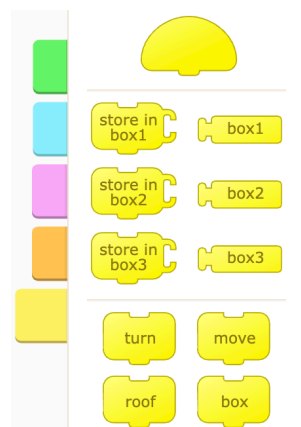 store in
box1
box1
store in
box2
box2
store in
box3
box3
turn
move
roof
box